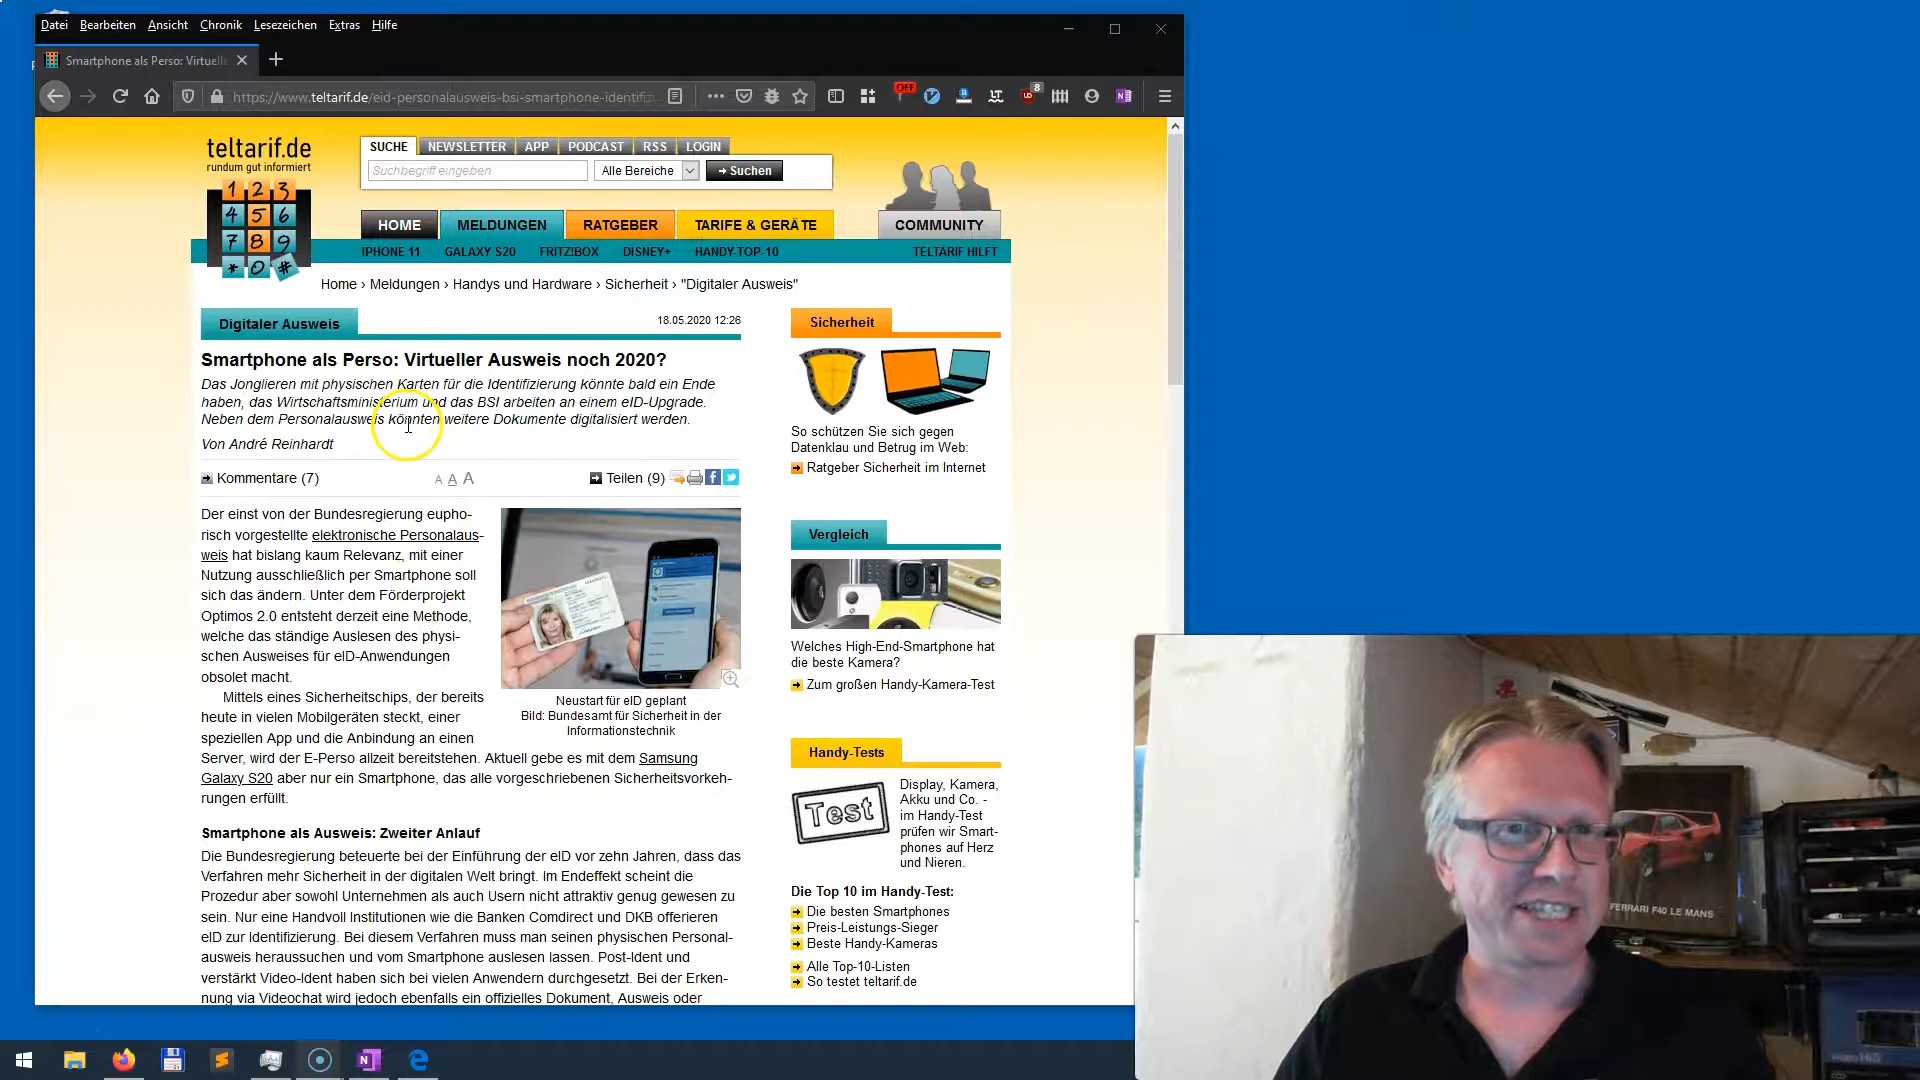 Datei Bearbeiten Ansicht Chronik Lesezeichen Extras Hilfe
Smartphone als Perso: Virtuelle
https://www.teltarif.de/eid-personalausweis-bsi-smartphone-identifiz
OFF
8
teltarif.de
rundum gut informiert
1 2 3
4 5 6
7 8 9
* 0 #
SUCHE NEWSLETTER APP PODCAST RSS LOGIN
Suchbegriff eingeben Alle Bereiche Suchen
HOME MELDUNGEN RATGEBER TARIFE & GERÄTE COMMUNITY
IPHONE 11 GALAXY S20 FRITZ!BOX DISNEY+ HANDY-TOP-10 TELTARIF HILFT
Home › Meldungen › Handys und Hardware › Sicherheit › "Digitaler Ausweis"
Digitaler Ausweis 18.05.2020 12:26
Smartphone als Perso: Virtueller Ausweis noch 2020?
Das Jonglieren mit physischen Karten für die Identifizierung könnte bald ein Ende
haben, das Wirtschaftsministerium und das BSI arbeiten an einem eID-Upgrade.
Neben dem Personalausweis könnten weitere Dokumente digitalisiert werden.
Von André Reinhardt
Kommentare (7) A A A Teilen (9)
Der einst von der Bundesregierung eupho-
risch vorgestellte elektronische Personalaus-
weis hat bislang kaum Relevanz, mit einer
Nutzung ausschließlich per Smartphone soll
sich das ändern. Unter dem Förderprojekt
Optimos 2.0 entsteht derzeit eine Methode,
welche das ständige Auslesen des physi-
schen Ausweises für eID-Anwendungen
obsolet macht.
Mittels eines Sicherheitschips, der bereits
heute in vielen Mobilgeräten steckt, einer
speziellen App und die Anbindung an einen
Server, wird der E-Perso allzeit bereitstehen. Aktuell gebe es mit dem Samsung
Galaxy S20 aber nur ein Smartphone, das alle vorgeschriebenen Sicherheitsvorkeh-
rungen erfüllt.
Neustart für eID geplant
Bild: Bundesamt für Sicherheit in der
Informationstechnik
Smartphone als Ausweis: Zweiter Anlauf
Die Bundesregierung beteuerte bei der Einführung der eID vor zehn Jahren, dass das
Verfahren mehr Sicherheit in der digitalen Welt bringt. Im Endeffekt scheint die
Prozedur aber sowohl Unternehmen als auch Usern nicht attraktiv genug gewesen zu
sein. Nur eine Handvoll Institutionen wie die Banken Comdirect und DKB offerieren
eID zur Identifizierung. Bei diesem Verfahren muss man seinen physischen Personal-
ausweis heraussuchen und vom Smartphone auslesen lassen. Post-Ident und
verstärkt Video-Ident haben sich bei vielen Anwendern durchgesetzt. Bei der Erken-
nung via Videochat wird jedoch ebenfalls ein offizielles Dokument, Ausweis oder
Sicherheit
So schützen Sie sich gegen
Datenklau und Betrug im Web:
Ratgeber Sicherheit im Internet
Vergleich
Welches High-End-Smartphone hat
die beste Kamera?
Zum großen Handy-Kamera-Test
Handy-Tests
Test
Display, Kamera,
Akku und Co. -
im Handy-Test
prüfen wir Smart-
phones auf Herz
und Nieren.
Die Top 10 im Handy-Test:
Die besten Smartphones
Preis-Leistungs-Sieger
Beste Handy-Kameras
Alle Top-10-Listen
So testet teltarif.de
FERRARI F40 LE MANS